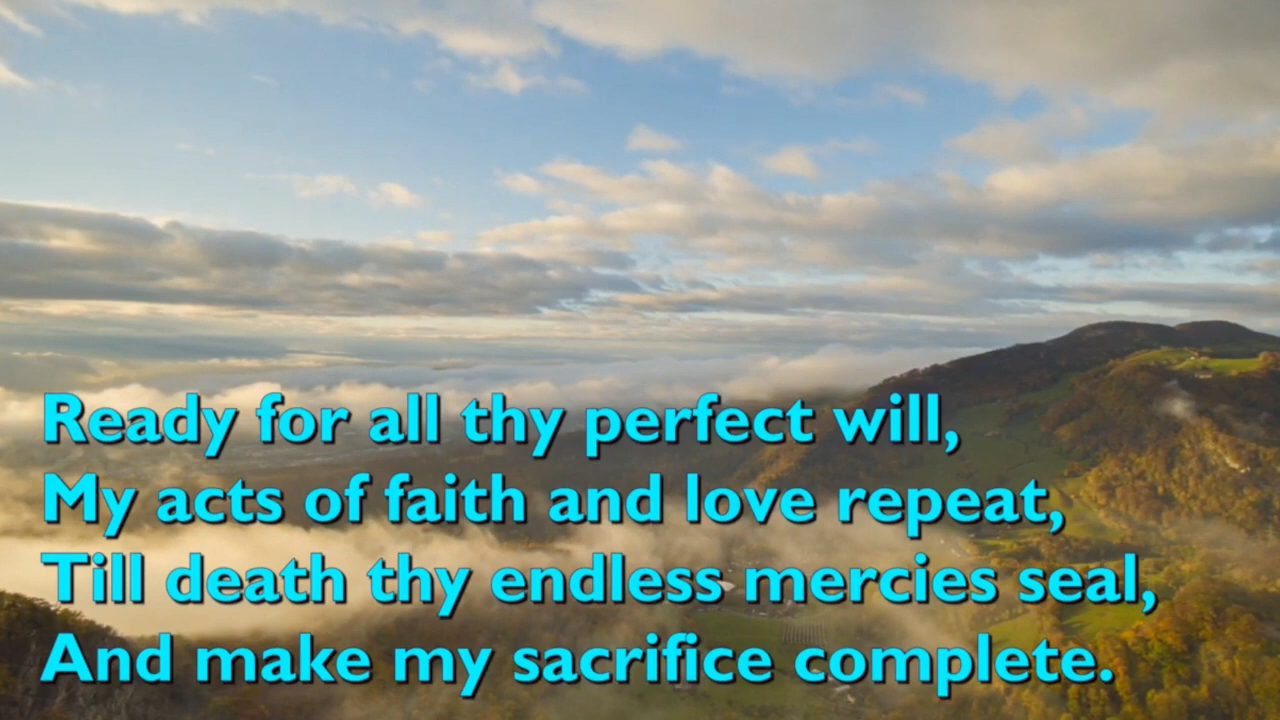 Ready for all thy perfect will,
My acts of faith and love repeat,
Till death thy endless mercies seal,
And make my sacrifice complete.